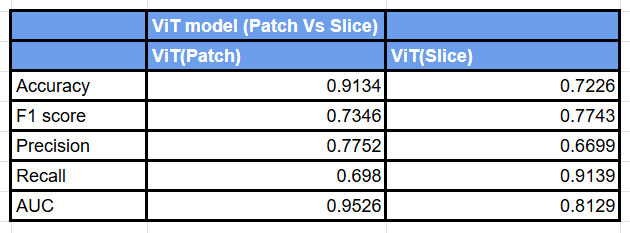 ViT model (Patch Vs Slice)
ViT(Patch) ViT(Slice)
Accuracy 0.9134 0.7226
F1 score 0.7346 0.7743
Precision 0.7752 0.6699
Recall 0.698 0.9139
AUC 0.9526 0.8129